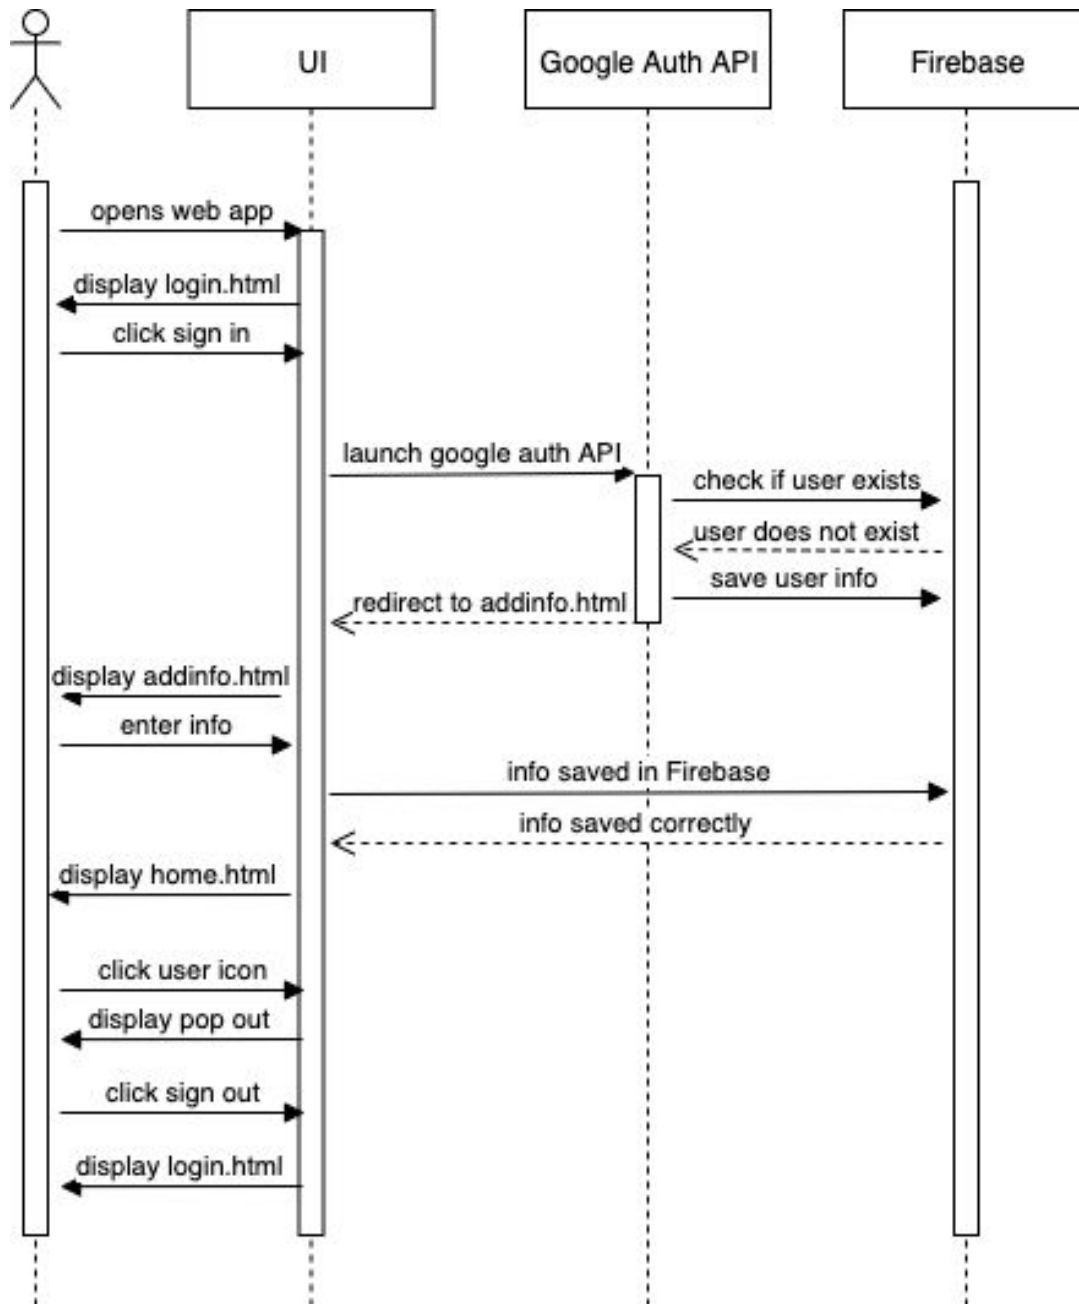 UI
Google Auth API
Firebase
opens web app
display login.html
click sign in
launch google auth API
check if user exists
user does not exist
save user info
redirect to addinfo.html
display addinfo.html
enter info
info saved in Firebase
info saved correctly
display home.html
click user icon
display pop out
click sign out
display login.html